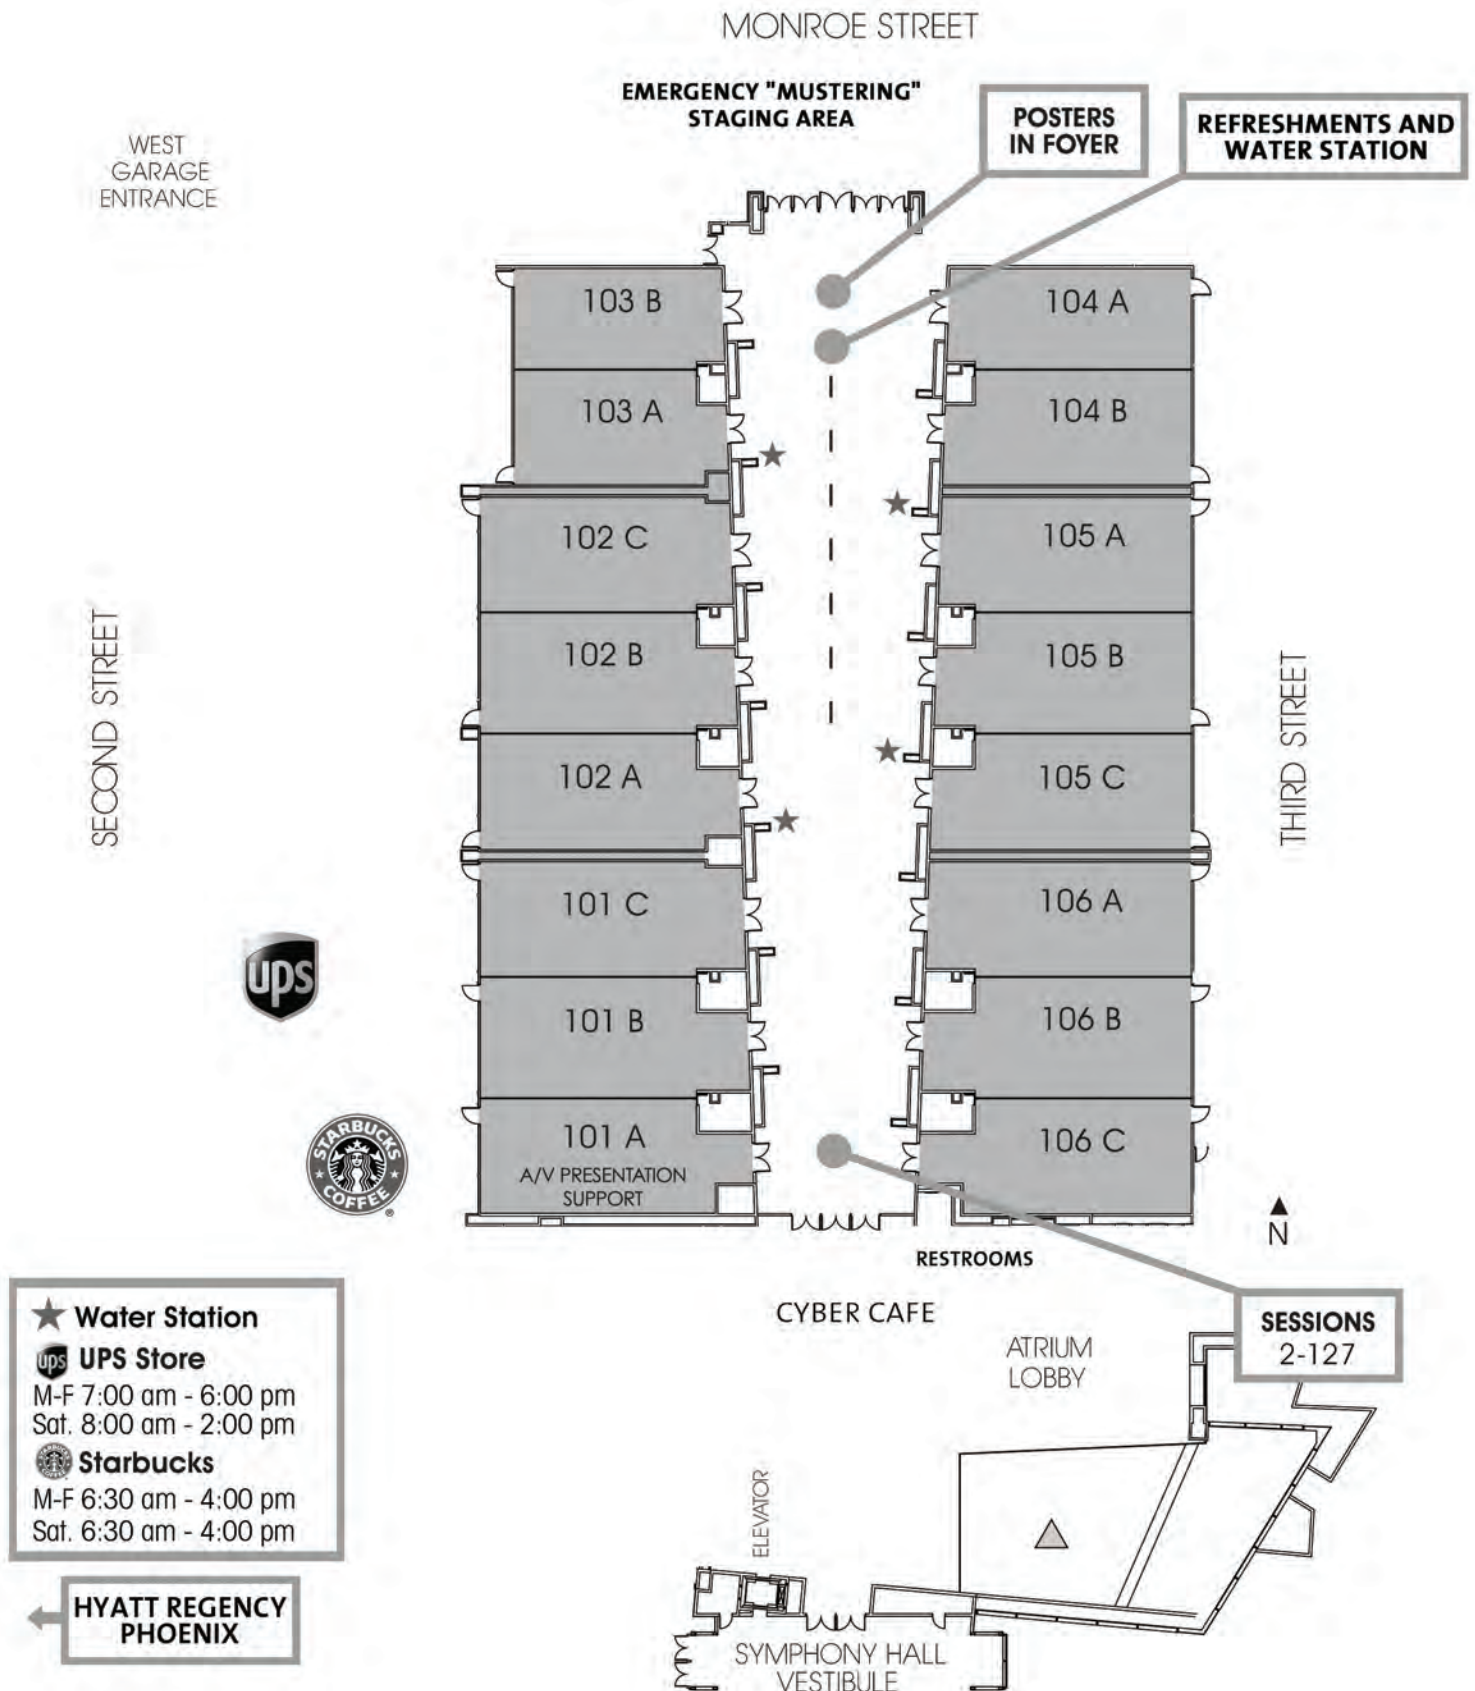 MONROE STREET
EMERGENCY "MUSTERING"
STAGING AREA
POSTERS
IN FOYER
REFRESHMENTS AND
WATER STATION
WEST
GARAGE
ENTRANCE
103 B
104 A
103 A
104 B
102 C
105 A
102 B
105 B
SECOND STREET
THIRD STREET
102 A
105 C
101 C
106 A
ups
101 B
106 B
STARBUCKS
COFFEE
®
101 A
A/V PRESENTATION
SUPPORT
106 C
N
RESTROOMS
CYBER CAFE
SESSIONS
2-127
ATRIUM
LOBBY
Water Station
ups UPS Store
M-F 7:00 am - 6:00 pm
Sat. 8:00 am - 2:00 pm
Starbucks
M-F 6:30 am - 4:00 pm
Sat. 6:30 am - 4:00 pm
ELEVATOR
HYATT REGENCY
PHOENIX
SYMPHONY HALL
VESTIBULE